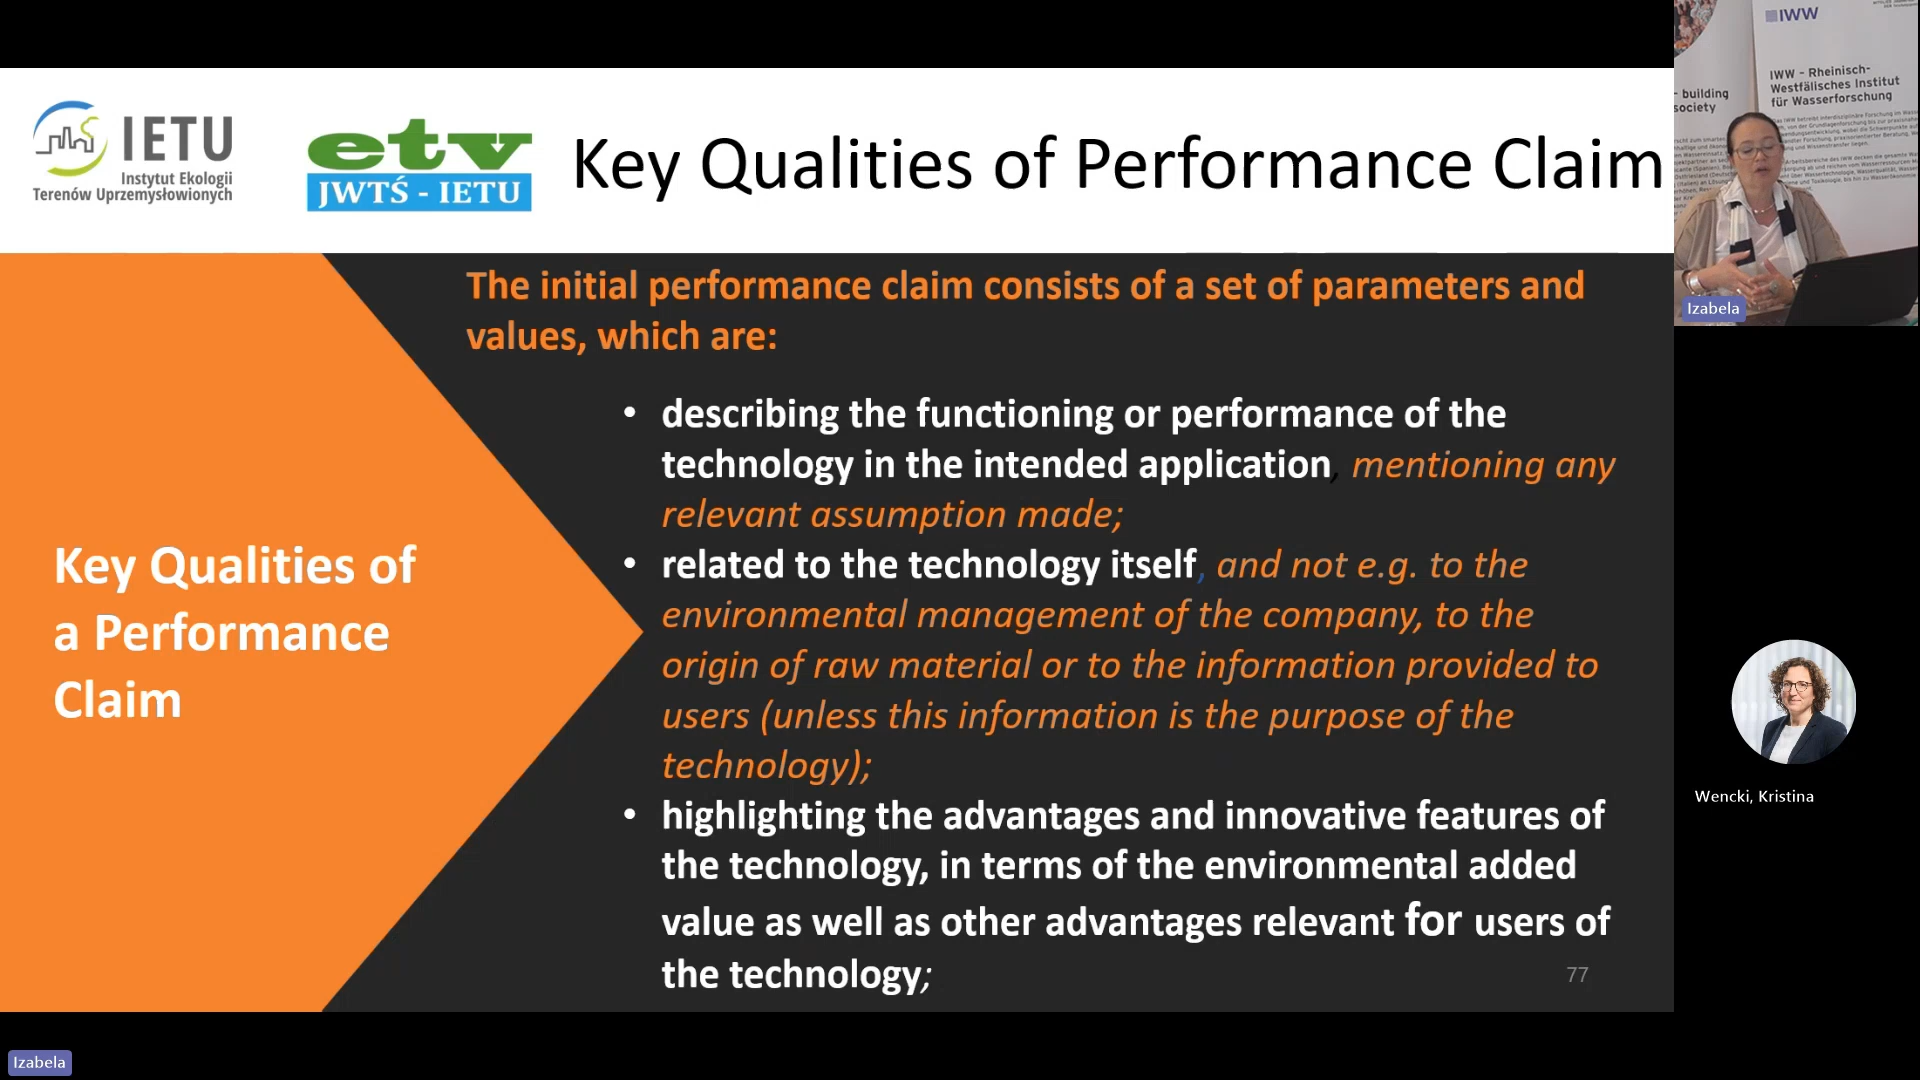 IETU
Instytut Ekologii
Terenów Uprzemysłowionych
etv
JWTŚ - IETU
Key Qualities of Performance Claim
Key Qualities of
a Performance
Claim
The initial performance claim consists of a set of parameters and
values, which are:
• describing the functioning or performance of the
technology in the intended application, mentioning any
relevant assumption made;
• related to the technology itself, and not e.g. to the
environmental management of the company, to the
origin of raw material or to the information provided to
users (unless this information is the purpose of the
technology);
• highlighting the advantages and innovative features of
the technology, in terms of the environmental added
value as well as other advantages relevant for users of
the technology;
77
IWW
- building
society
IWW - Rheinisch-
Westfälisches Institut
für Wasserforschung
Izabela
Wencki, Kristina
Izabela